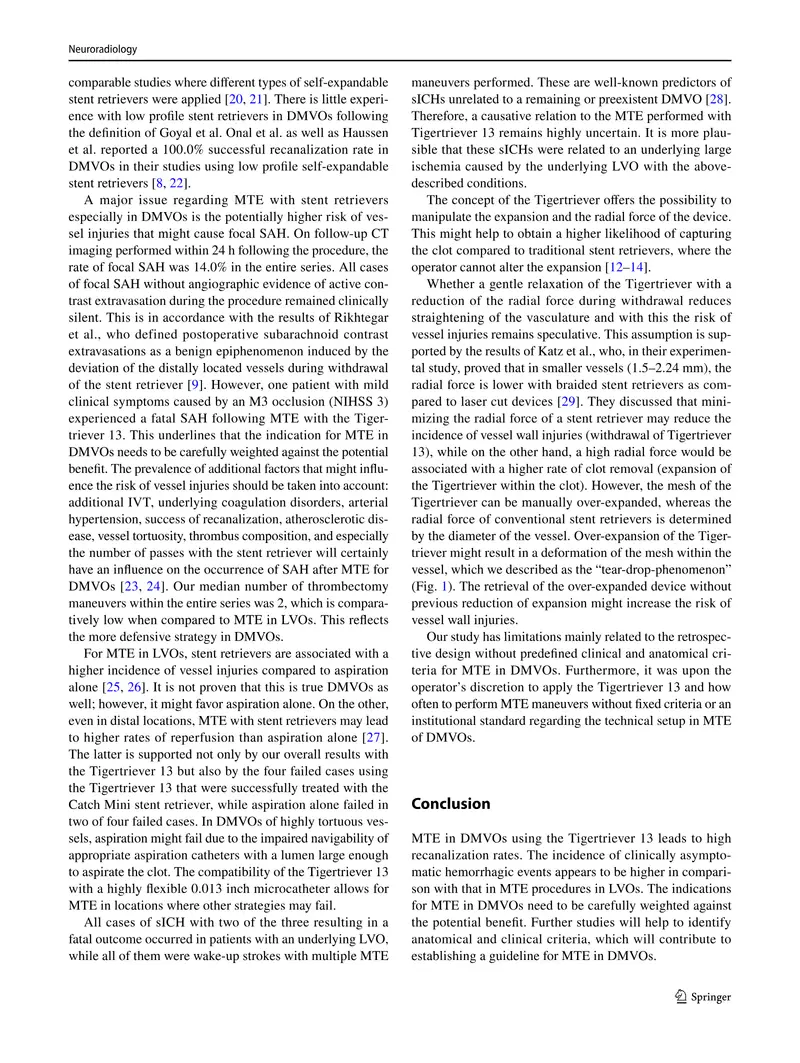 Neuroradiology
comparable studies where different types of self-expandable
stent retrievers were applied [20, 21]. There is little experi-
ence with low profile stent retrievers in DMVOs following
the definition of Goyal et al. Onal et al. as well as Haussen
et al. reported a 100.0% successful recanalization rate in
DMVOs in their studies using low profile self-expandable
stent retrievers [8, 22].
A major issue regarding MTE with stent retrievers
especially in DMVOs is the potentially higher risk of ves-
sel injuries that might cause focal SAH. On follow-up CT
imaging performed within 24 h following the procedure, the
rate of focal SAH was 14.0% in the entire series. All cases
of focal SAH without angiographic evidence of active con-
trast extravasation during the procedure remained clinically
silent. This is in accordance with the results of Rikhtegar
et al., who defined postoperative subarachnoid contrast
extravasations as a benign epiphenomenon induced by the
deviation of the distally located vessels during withdrawal
of the stent retriever [9]. However, one patient with mild
clinical symptoms caused by an M3 occlusion (NIHSS 3)
experienced a fatal SAH following MTE with the Tiger-
triever 13. This underlines that the indication for MTE in
DMVOs needs to be carefully weighted against the potential
benefit. The prevalence of additional factors that might influ-
ence the risk of vessel injuries should be taken into account:
additional IVT, underlying coagulation disorders, arterial
hypertension, success of recanalization, atherosclerotic dis-
ease, vessel tortuosity, thrombus composition, and especially
the number of passes with the stent retriever will certainly
have an influence on the occurrence of SAH after MTE for
DMVOs [23, 24]. Our median number of thrombectomy
maneuvers within the entire series was 2, which is compara-
tively low when compared to MTE in LVOs. This reflects
the more defensive strategy in DMVOs.
For MTE in LVOs, stent retrievers are associated with a
higher incidence of vessel injuries compared to aspiration
alone [25, 26]. It is not proven that this is true DMVOs as
well; however, it might favor aspiration alone. On the other,
even in distal locations, MTE with stent retrievers may lead
to higher rates of reperfusion than aspiration alone [27].
The latter is supported not only by our overall results with
the Tigertriever 13 but also by the four failed cases using
the Tigertriever 13 that were successfully treated with the
Catch Mini stent retriever, while aspiration alone failed in
two of four failed cases. In DMVOs of highly tortuous ves-
sels, aspiration might fail due to the impaired navigability of
appropriate aspiration catheters with a lumen large enough
to aspirate the clot. The compatibility of the Tigertriever 13
with a highly flexible 0.013 inch microcatheter allows for
MTE in locations where other strategies may fail.
All cases of sICH with two of the three resulting in a
fatal outcome occurred in patients with an underlying LVO,
while all of them were wake-up strokes with multiple MTE
maneuvers performed. These are well-known predictors of
sICHs unrelated to a remaining or preexistent DMVO [28].
Therefore, a causative relation to the MTE performed with
Tigertriever 13 remains highly uncertain. It is more plau-
sible that these sICHs were related to an underlying large
ischemia caused by the underlying LVO with the above-
described conditions.
The concept of the Tigertriever offers the possibility to
manipulate the expansion and the radial force of the device.
This might help to obtain a higher likelihood of capturing
the clot compared to traditional stent retrievers, where the
operator cannot alter the expansion [12–14].
Whether a gentle relaxation of the Tigertriever with a
reduction of the radial force during withdrawal reduces
straightening of the vasculature and with this the risk of
vessel injuries remains speculative. This assumption is sup-
ported by the results of Katz et al., who, in their experimen-
tal study, proved that in smaller vessels (1.5–2.24 mm), the
radial force is lower with braided stent retrievers as com-
pared to laser cut devices [29]. They discussed that mini-
mizing the radial force of a stent retriever may reduce the
incidence of vessel wall injuries (withdrawal of Tigertriever
13), while on the other hand, a high radial force would be
associated with a higher rate of clot removal (expansion of
the Tigertriever within the clot). However, the mesh of the
Tigertriever can be manually over-expanded, whereas the
radial force of conventional stent retrievers is determined
by the diameter of the vessel. Over-expansion of the Tiger-
triever might result in a deformation of the mesh within the
vessel, which we described as the “tear-drop-phenomenon”
(Fig. 1). The retrieval of the over-expanded device without
previous reduction of expansion might increase the risk of
vessel wall injuries.
Our study has limitations mainly related to the retrospec-
tive design without predefined clinical and anatomical cri-
teria for MTE in DMVOs. Furthermore, it was upon the
operator’s discretion to apply the Tigertriever 13 and how
often to perform MTE maneuvers without fixed criteria or an
institutional standard regarding the technical setup in MTE
of DMVOs.
Conclusion
MTE in DMVOs using the Tigertriever 13 leads to high
recanalization rates. The incidence of clinically asympto-
matic hemorrhagic events appears to be higher in compari-
son with that in MTE procedures in LVOs. The indications
for MTE in DMVOs need to be carefully weighted against
the potential benefit. Further studies will help to identify
anatomical and clinical criteria, which will contribute to
establishing a guideline for MTE in DMVOs.
Springer